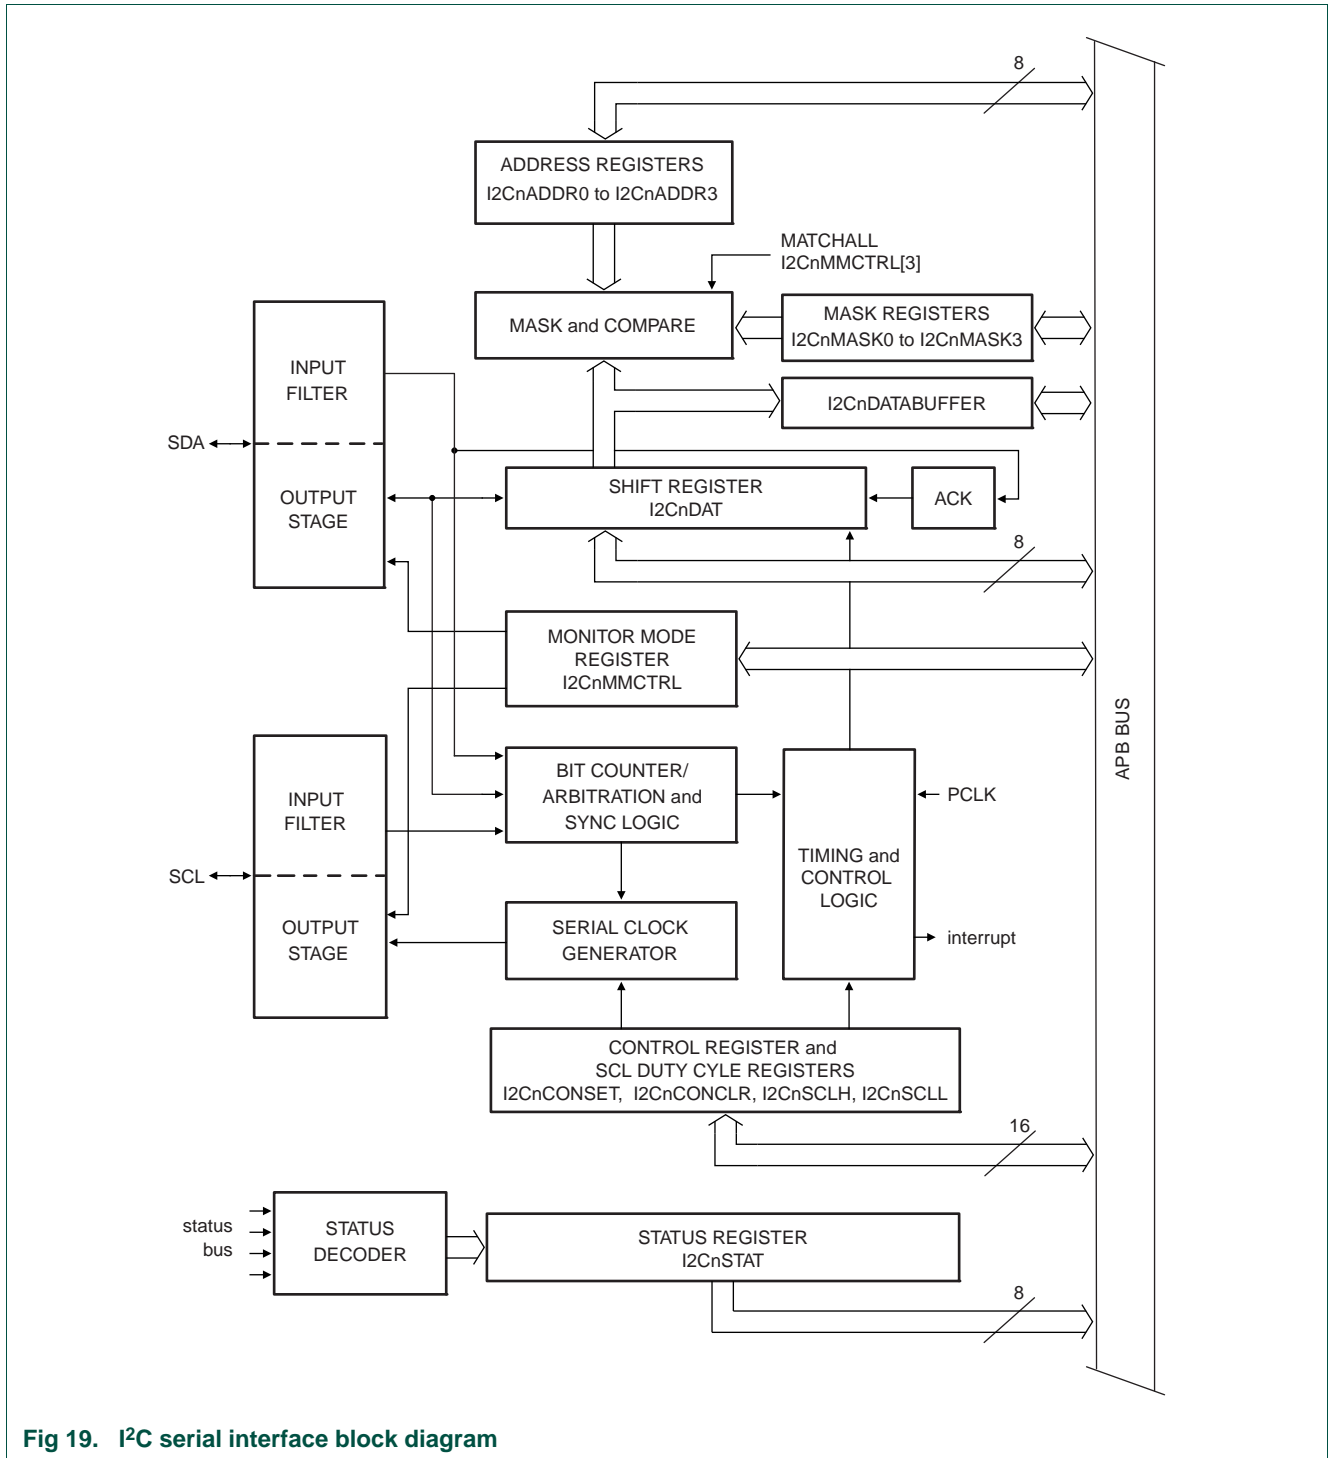 8
ADDRESS REGISTERS
I2CnADDR0 to I2CnADDR3
MATCHALL
I2CnMMCTRL[3]
MASK and COMPARE
MASK REGISTERS
I2CnMASK0 to I2CnMASK3
INPUT
FILTER
I2CnDATABUFFER
SDA
OUTPUT
STAGE
SHIFT REGISTER
I2CnDAT
ACK
8
MONITOR MODE
REGISTER
I2CnMMCTRL
APB BUS
INPUT
FILTER
BIT COUNTER/
ARBITRATION and
SYNC LOGIC
PCLK
TIMING and
CONTROL
LOGIC
SCL
OUTPUT
STAGE
SERIAL CLOCK
GENERATOR
interrupt
CONTROL REGISTER and
SCL DUTY CYLE REGISTERS
I2CnCONSET, I2CnCONCLR, I2CnSCLH, I2CnSCLL
16
status
bus
STATUS
DECODER
STATUS REGISTER
I2CnSTAT
8
Fig 19. I²C serial interface block diagram